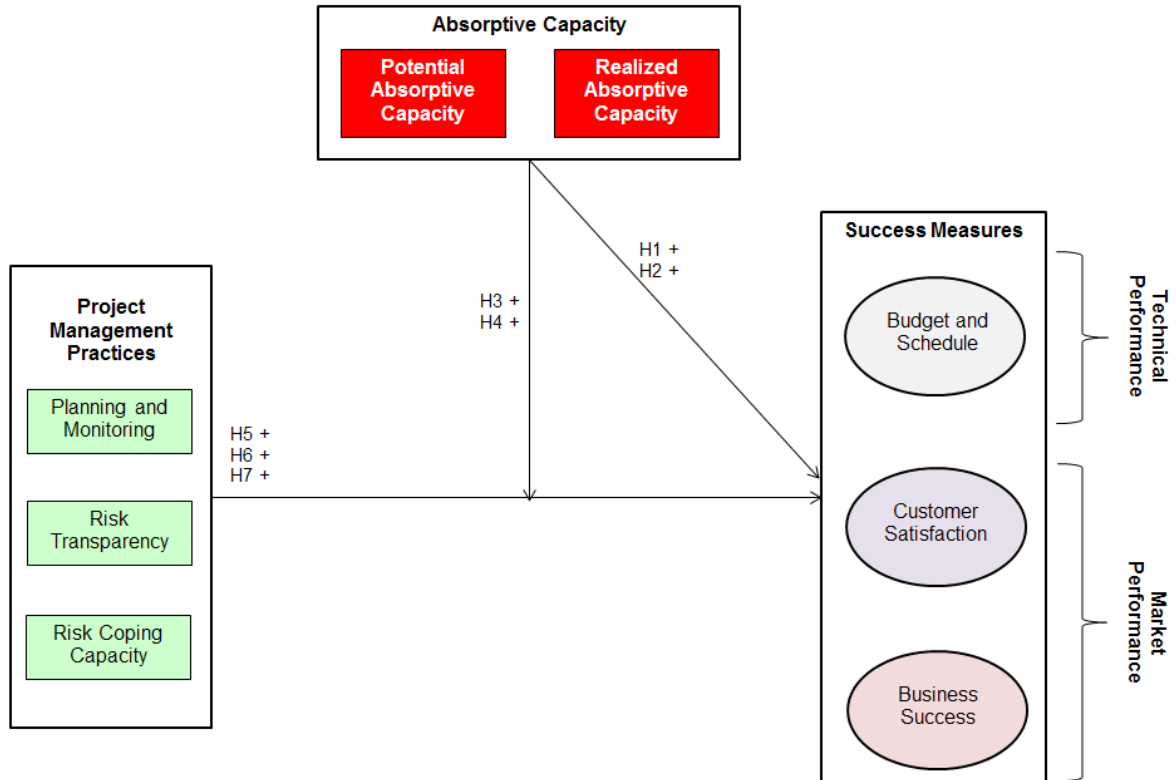 Absorptive Capacity
Potential
Absorptive
Capacity
Realized
Absorptive
Capacity
H1 +
H2 +
H3 +
H4 +
Project
Management
Practices
Planning and
Monitoring
Risk
Transparency
Risk Coping
Capacity
H5 +
H6 +
H7 +
Success Measures
Budget and
Schedule
Customer
Satisfaction
Business
Success
Technical
Performance
Market
Performance